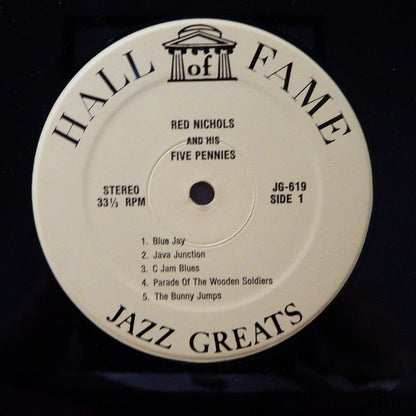 HALL of FAME
RED NICHOLS
AND HIS
FIVE PENNIES
STEREO
33⅓ RPM
JG-619
SIDE 1
1. Blue Jay
2. Java Junction
3. C Jam Blues
4. Parade Of The Wooden Soldiers
5. The Bunny Jumps
JAZZ GREATS